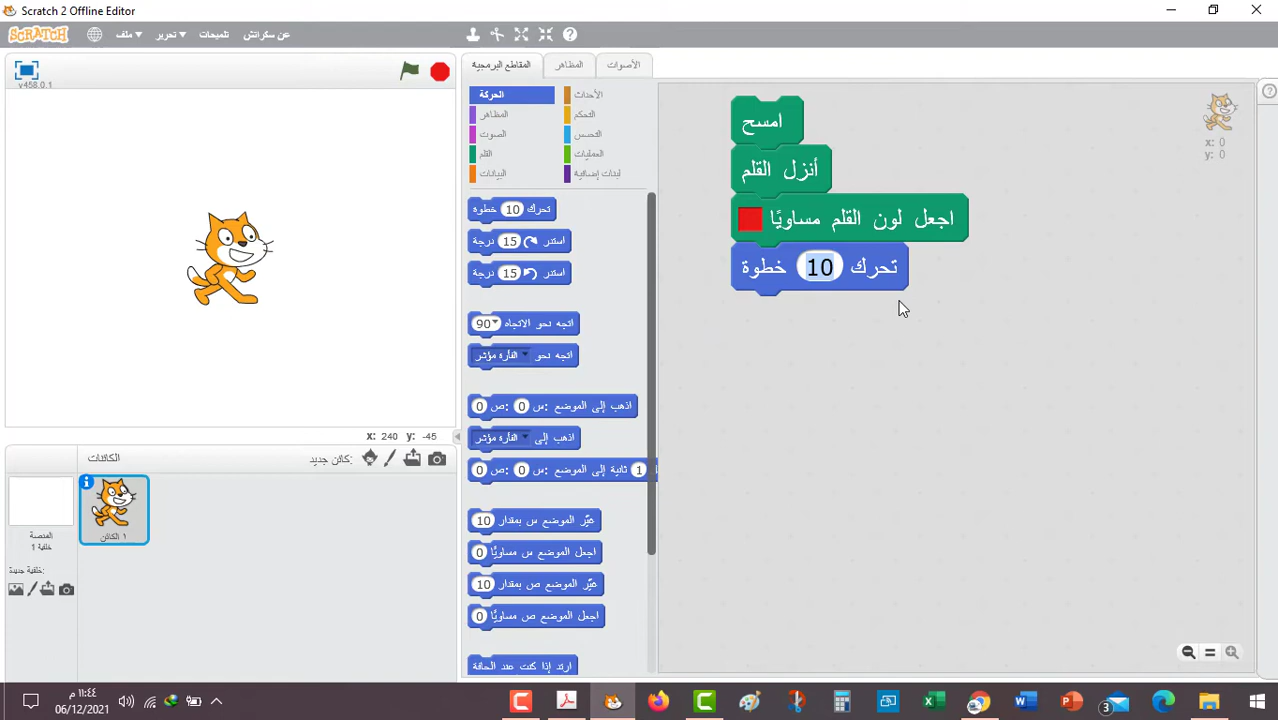 Scratch 2 Offline Editor
SCRATCH ملف تحرير تلميحات عن سكراتش
v458.0.1
المقاطع البرمجية المظاهر الأصوات
الحركة الأحداث
المظاهر التحكم
الصوت التحسس
القلم العمليات
البيانات لبنات إضافية
تحرك 10 خطوة
استدر 15 درجة
استدر 15 درجة
اتجه نحو الاتجاه 90
اتجه نحو الفأرة مؤشر
اذهب إلى الموضع س: 0 ص: 0
اذهب إلى الفأرة مؤشر
1 ثانية إلى الموضع س: 0 ص: 0
غيّر الموضع س بمقدار 10
اجعل الموضع س مساويًا 0
غيّر الموضع ص بمقدار 10
اجعل الموضع ص مساويًا 0
ارتد إذا كنت عند الحافة
امسح
أنزل القلم
اجعل لون القلم مساويًا
تحرك 10 خطوة
x: 0
y: 0
x: 240 y: -45
الكائنات كائن جديد:
المنصة
خلفية 1
خلفية جديدة:
الكائن ١
١١:٤٤ م
06/12/2021
3